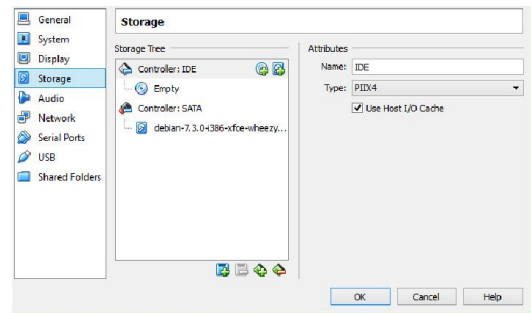 General
System
Display
Storage
Audio
Network
Serial Ports
USB
Shared Folders
Storage
Storage Tree
Controller: IDE
Empty
Controller: SATA
debian-7.3.0-i386-xfce-wheezy...
Attributes
Name: IDE
Type: PIIX4
Use Host I/O Cache
OK Cancel Help